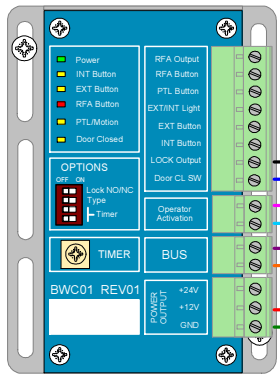 Power
INT Button
EXT Button
RFA Button
PTL/Motion
Door Closed
RFA Output
RFA Button
PTL Button
EXT/INT Light
EXT Button
INT Button
LOCK Output
Door CL SW
OPTIONS
OFF ON
Lock NO/NC
Type
Timer
Operator
Activation
TIMER
BUS
BWC01 REV01
POWER
OUTPUT
+24V
+12V
GND